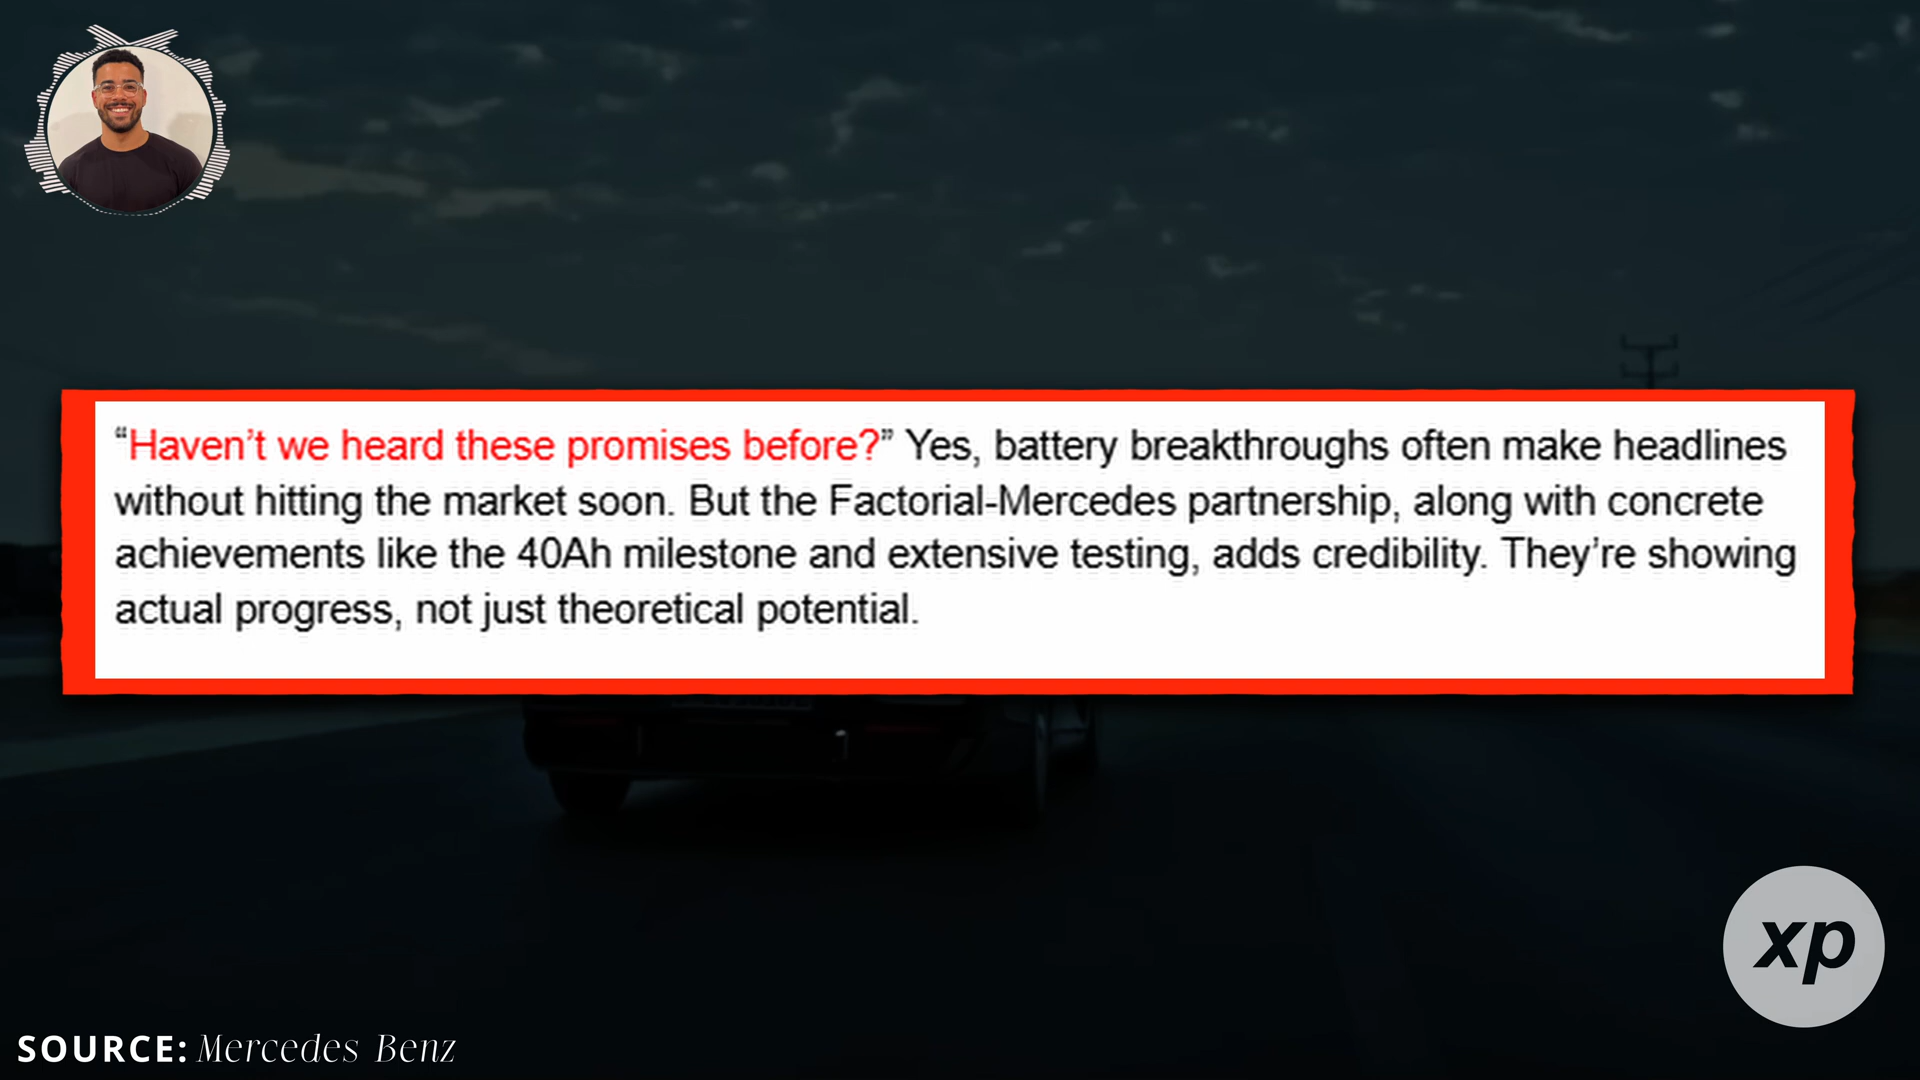 “Haven’t we heard these promises before?” Yes, battery breakthroughs often make headlines
without hitting the market soon. But the Factorial-Mercedes partnership, along with concrete
achievements like the 40Ah milestone and extensive testing, adds credibility. They’re showing
actual progress, not just theoretical potential.
xp
SOURCE: Mercedes Benz